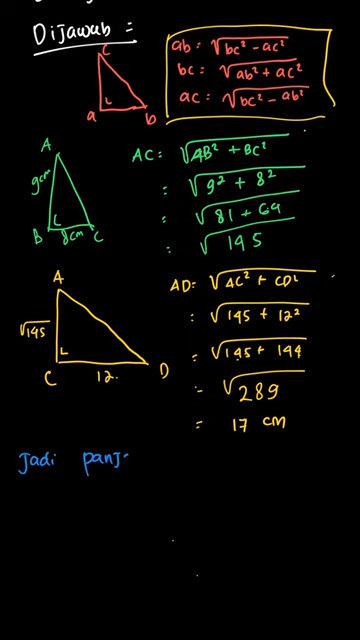 Dijawab =
c
a
b
ab = √bc² - ac²
bc = √ab² + ac²
ac = √bc² - ab²
A
9cm
B
8cm
C
AC = √AB² + BC²
= √9² + 8²
= √81 + 64
= √145
A
√145
C
12
D
AD = √AC² + CD²
= √145 + 12²
= √145 + 144
= √289
= 17 cm
Jadi panj